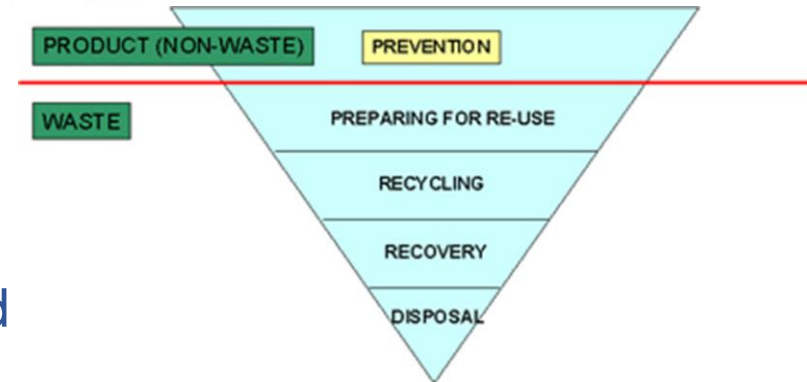 PRODUCT (NON-WASTE)
PREVENTION
WASTE
PREPARING FOR RE-USE
RECYCLING
RECOVERY
DISPOSAL